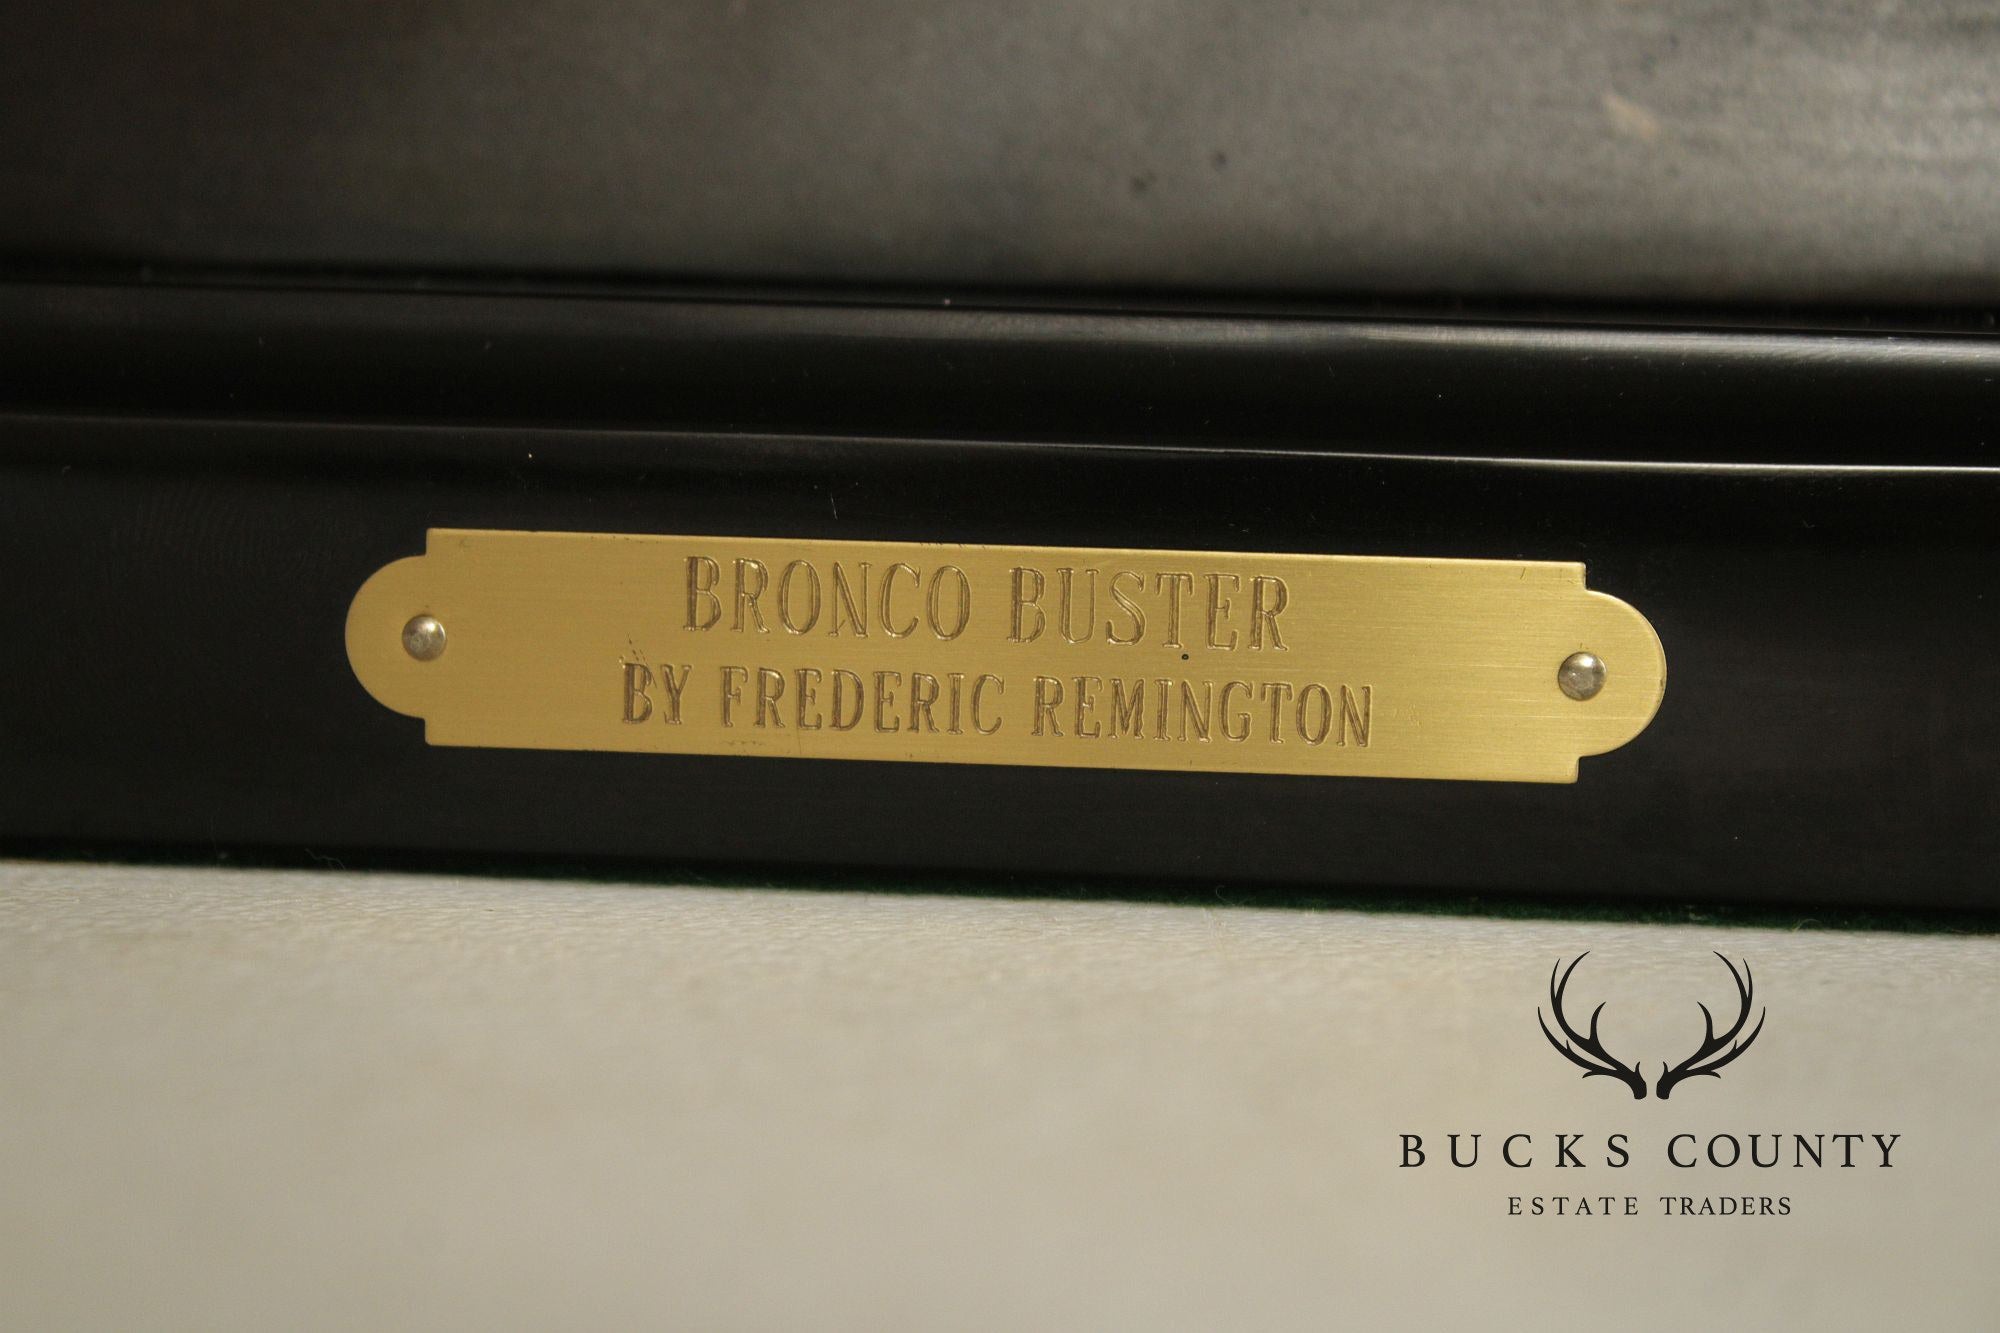 BRONCO BUSTER
BY FREDERIC REMINGTON
BUCKS COUNTY
ESTATE TRADERS